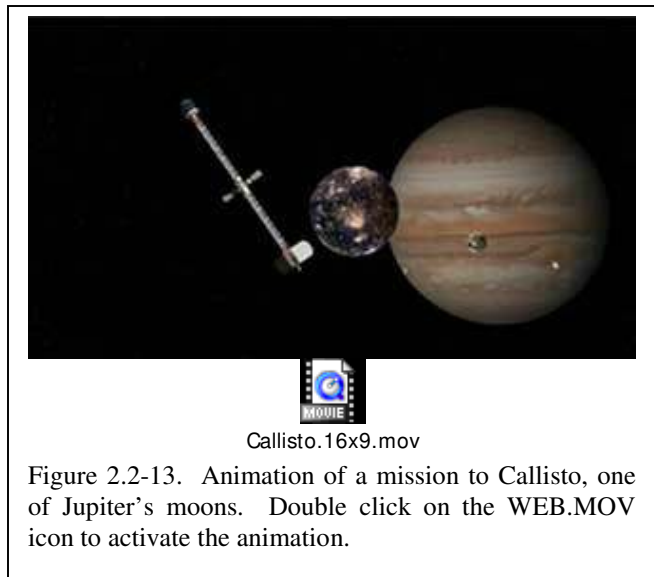 MOVIE
Callisto.16x9.mov
Figure 2.2-13. Animation of a mission to Callisto, one
of Jupiter's moons. Double click on the WEB.MOV
icon to activate the animation.